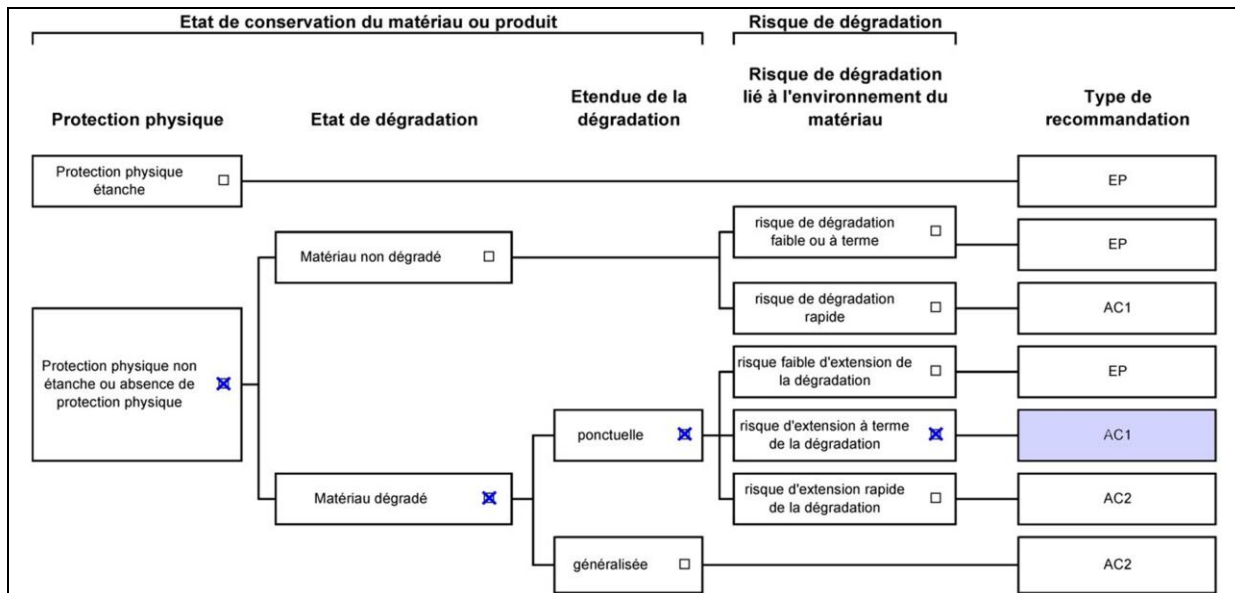 Etat de conservation du matériau ou produit
Risque de dégradation
Protection physique
Etat de dégradation
Etendue de la
dégradation
Risque de dégradation
lié à l'environnement du
matériau
Type de
recommandation
Protection physique
étanche
EP
Matériau non dégradé
risque de dégradation
faible ou à terme
EP
risque de dégradation
rapide
AC1
Protection physique non
étanche ou absence de
protection physique
risque faible d'extension de
la dégradation
EP
ponctuelle
risque d'extension à terme
de la dégradation
AC1
Matériau dégradé
risque d'extension rapide
de la dégradation
AC2
généralisée
AC2